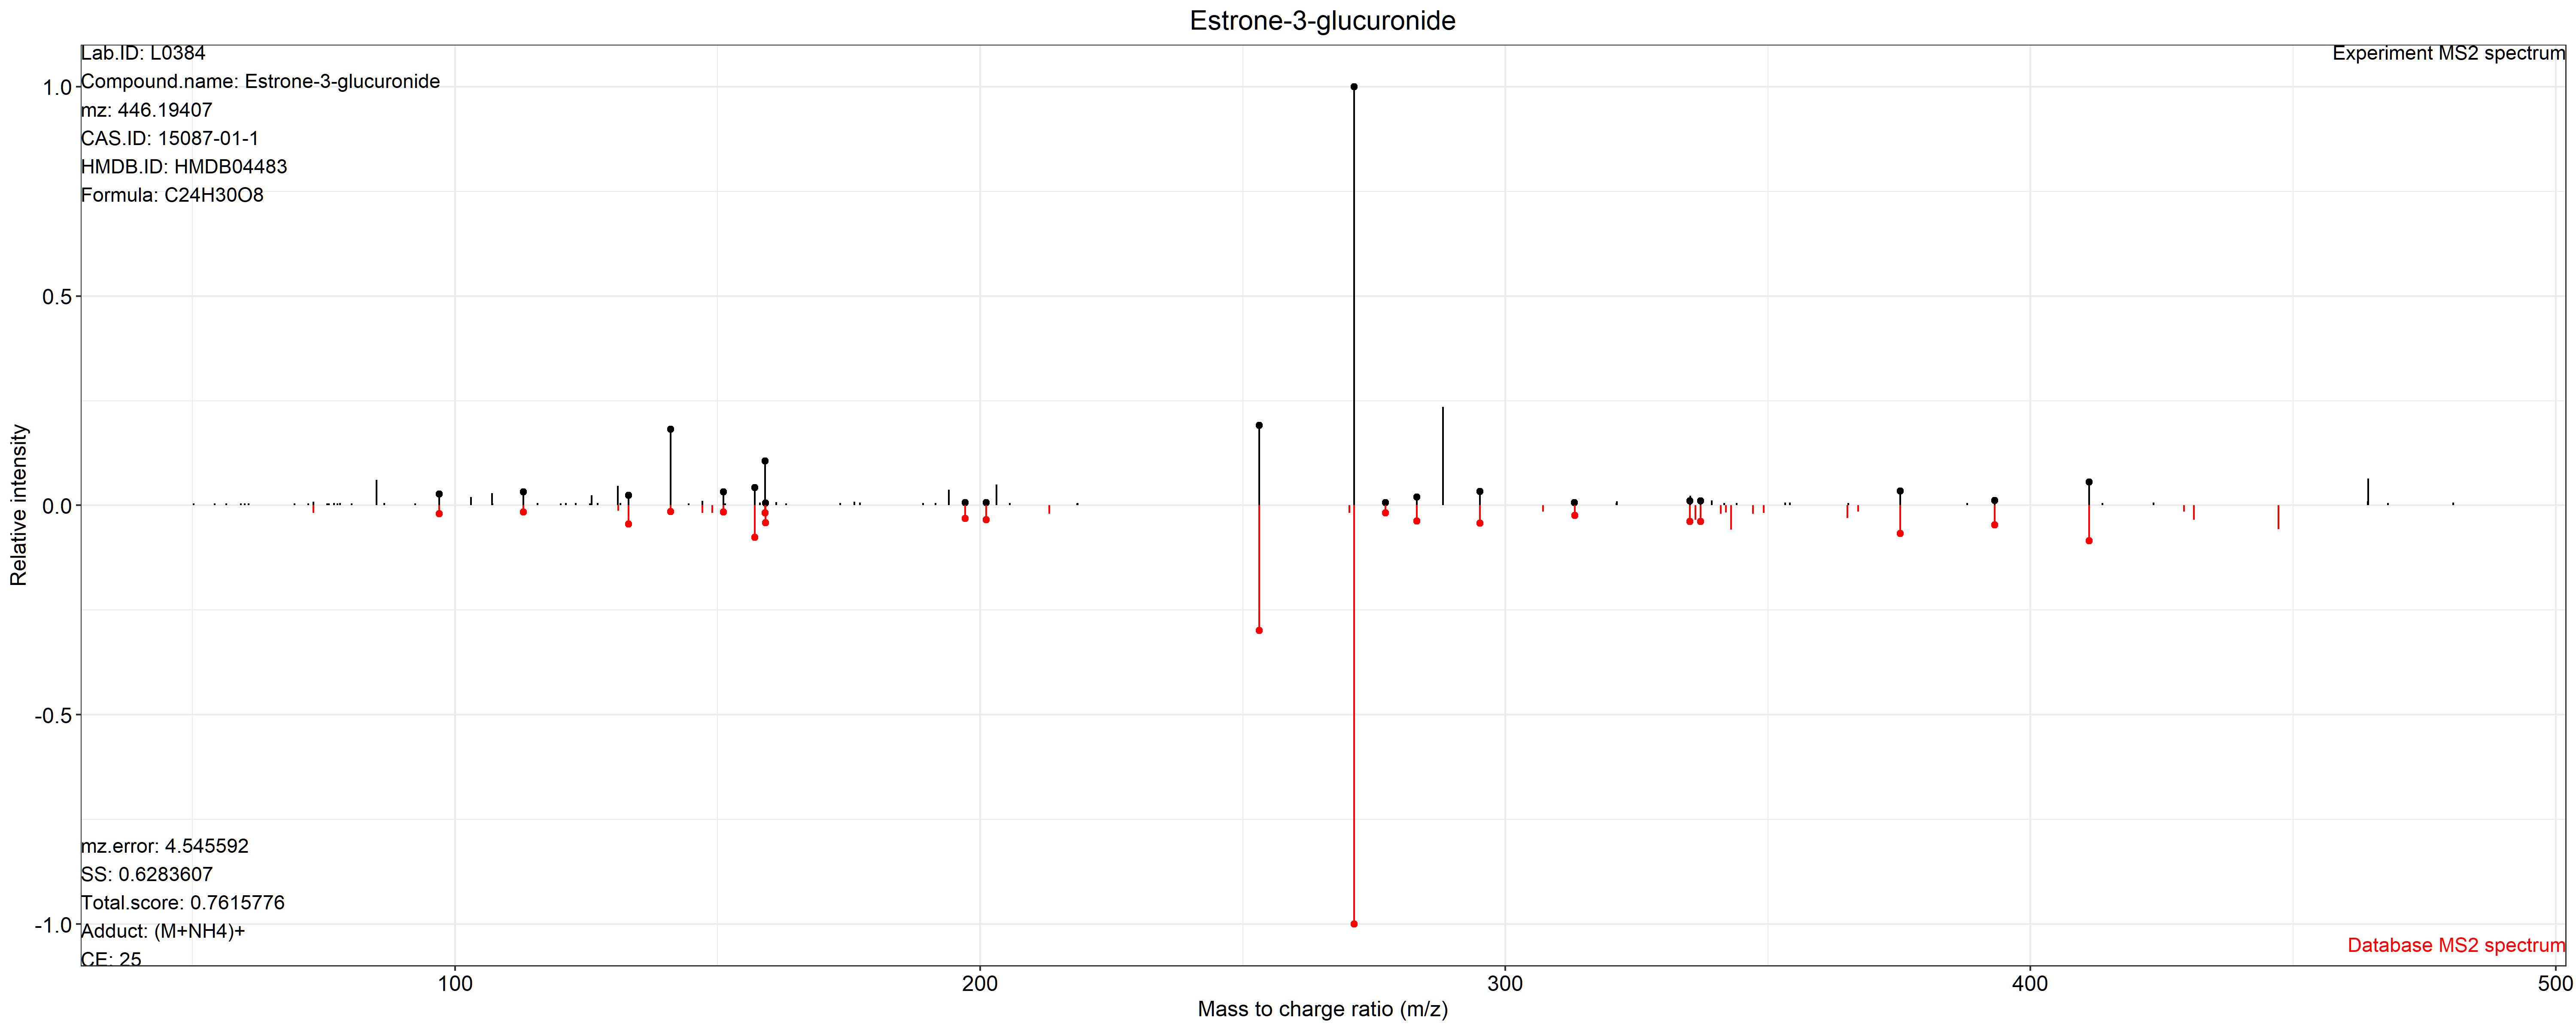 Estrone-3-glucuronide
Lab.ID: L0384
Experiment MS2 spectrum
Compound.name: Estrone-3-glucuronide
mz: 446.19407
CAS.ID: 15087-01-1
HMDB.ID: HMDB04483
Formula: C24H30O8
1.0
0.5
0.0
-0.5
-1.0
Relative intensity
mz.error: 4.545592
SS: 0.6283607
Total.score: 0.7615776
Adduct: (M+NH4)+
CE: 25
Database MS2 spectrum
100 200 300 400 500
Mass to charge ratio (m/z)